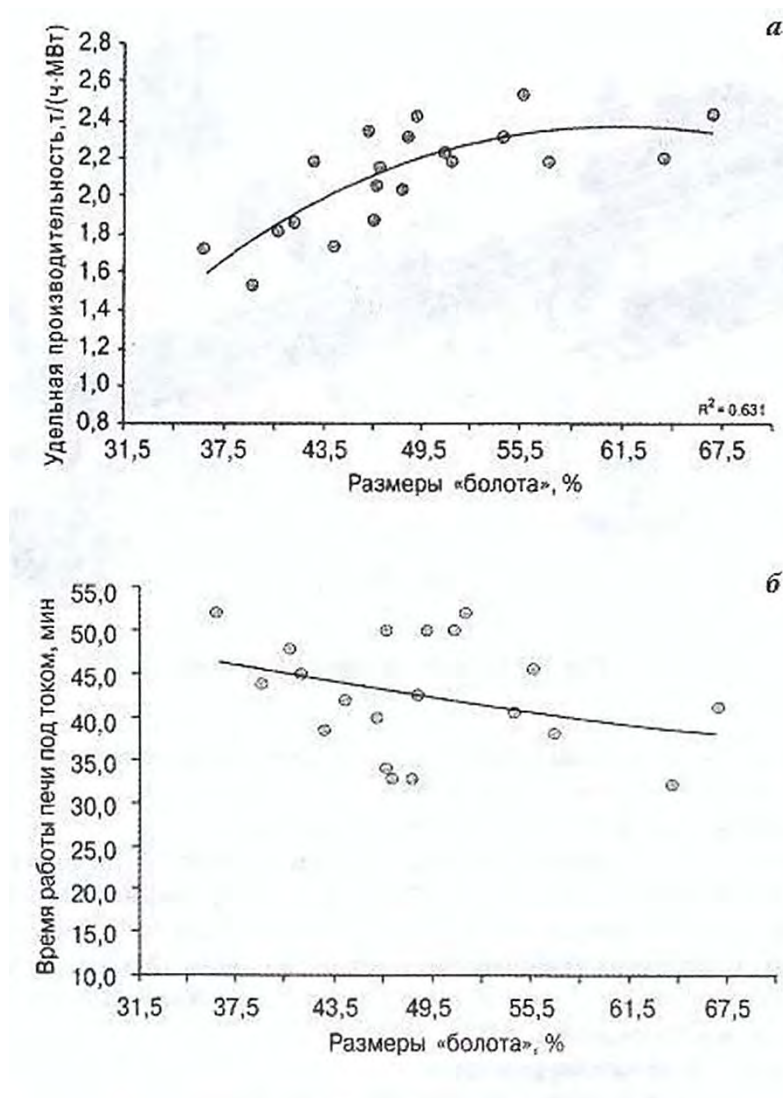 а
Удельная производительность,т/(ч·МВт)
2,8
2,6
2,4
2,2
2,0
1,8
1,6
1,4
1,2
1,0
0,8
R² = 0.631
31,5 37,5 43,5 49,5 55,5 61,5 67,5
Размеры «болота», %
б
Время работы печи под током, мин
55,0
50,0
45,0
40,0
35,0
30,0
25,0
20,0
15,0
10,0
31,5 37,5 43,5 49,5 55,5 61,5 67,5
Размеры «болота», %